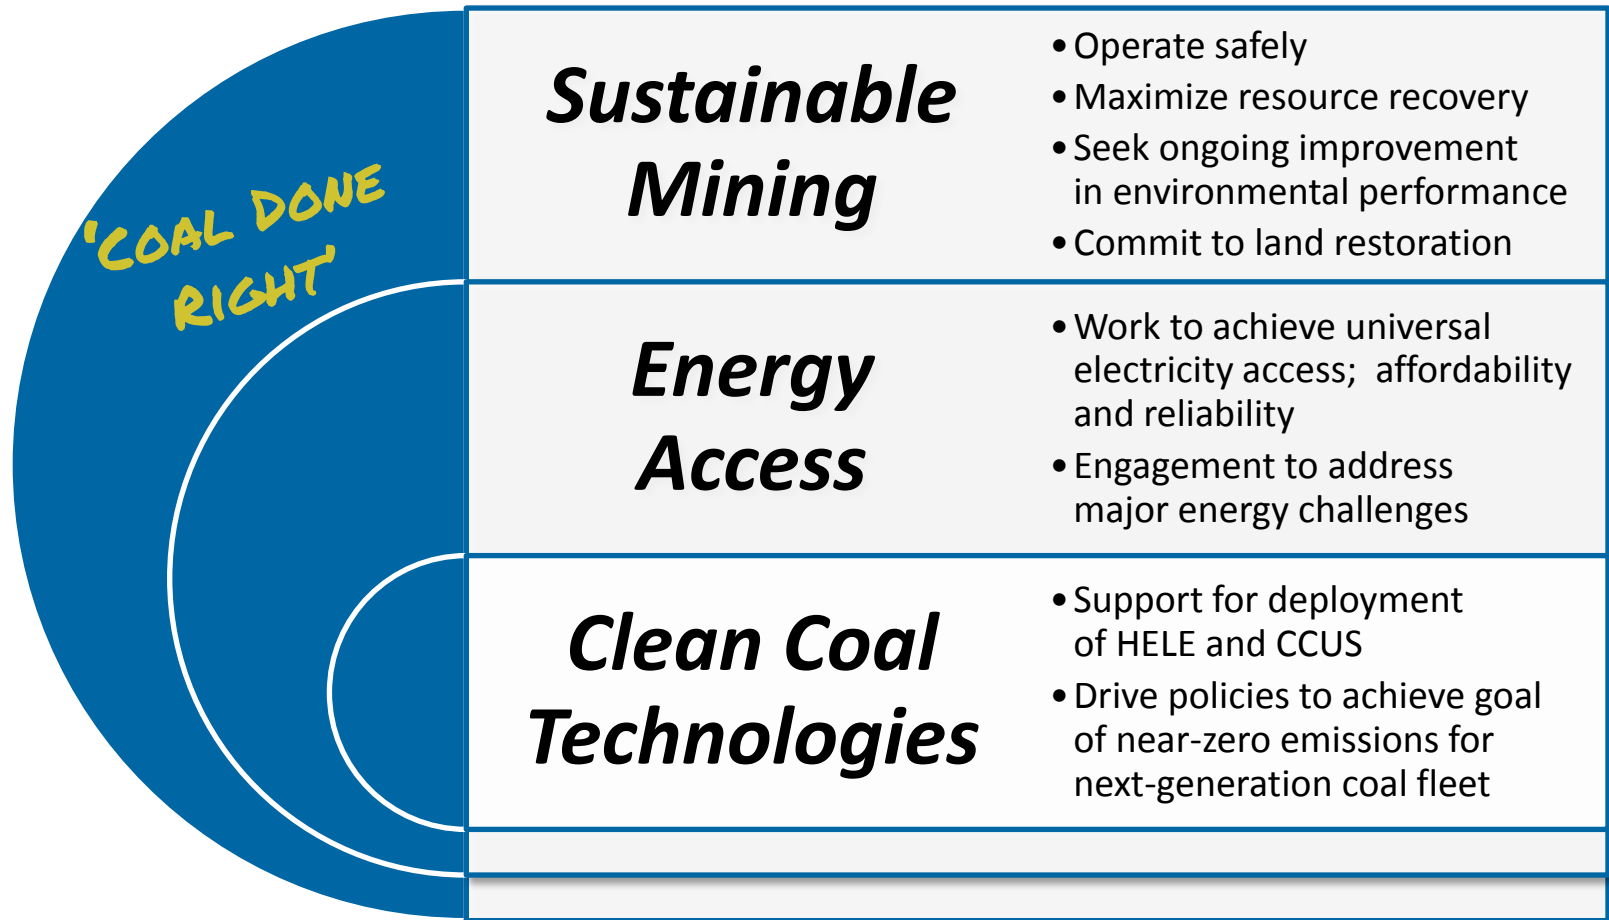 ‘COAL DONE
RIGHT’
Sustainable
Mining
•Operate safely
•Maximize resource recovery
•Seek ongoing improvement
in environmental performance
•Commit to land restoration
Energy
Access
•Work to achieve universal
electricity access;  affordability
and reliability
•Engagement to address
major energy challenges
Clean Coal
Technologies
•Support for deployment
of HELE and CCUS
•Drive policies to achieve goal
of near-zero emissions for
next-generation coal fleet